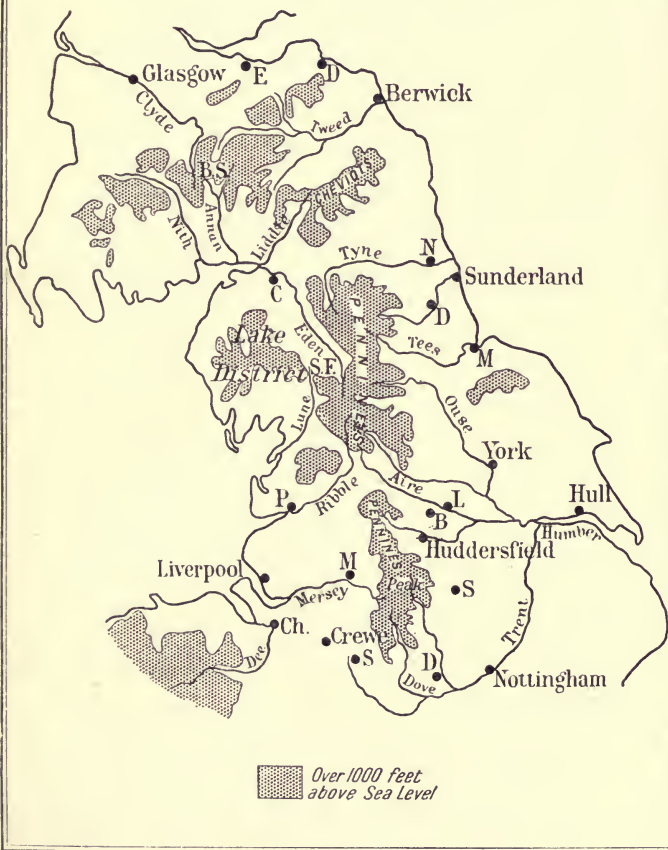 Glasgow
E
D
Berwick
Clyde
Tweed
B.S.
CHEVIOTS
Nith
Annan
Liddle
Tyne
N
Sunderland
C
D
PENNINES
Eden
Lake
District
S.F.
Tees
M
Lune
Ouse
York
Aire
Ribble
P
L
Hull
B
Humber
PENNINES
Huddersfield
Liverpool
M
Mersey
Peak
S
Trent
Ch.
Crewe
Dee
S
D
Dove
Nottingham
Over 1000 feet
above Sea Level